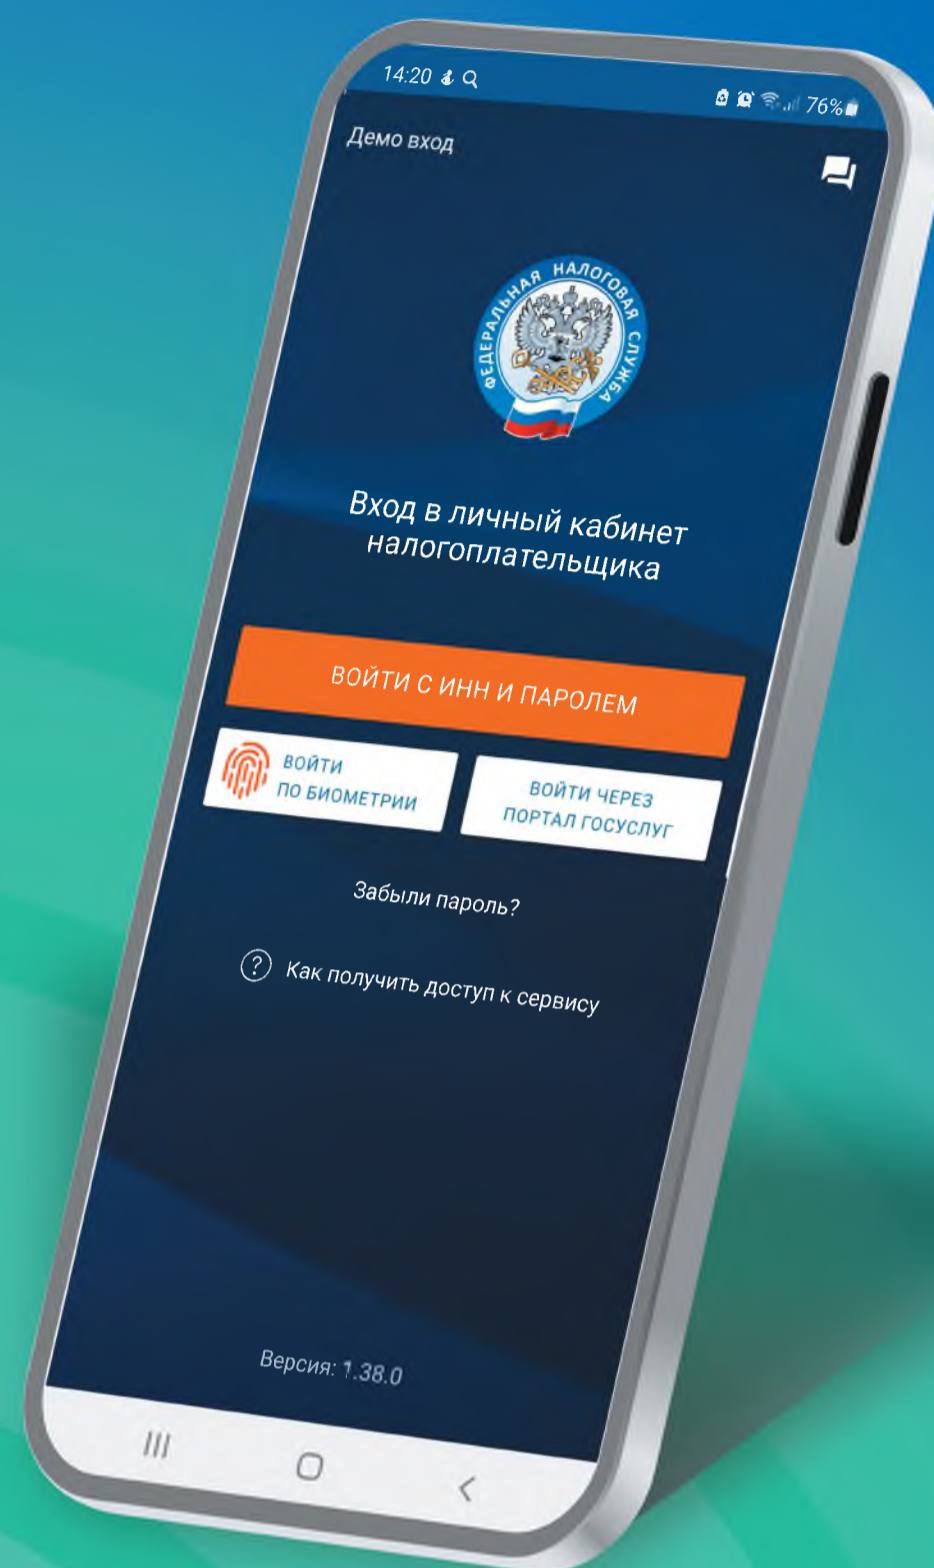 14:20
76%
Демо вход
ФЕДЕРАЛЬНАЯ НАЛОГОВАЯ СЛУЖБА
Вход в личный кабинет
налогоплательщика
ВОЙТИ С ИНН И ПАРОЛЕМ
ВОЙТИ
ПО БИОМЕТРИИ
ВОЙТИ ЧЕРЕЗ
ПОРТАЛ ГОСУСЛУГ
Забыли пароль?
? Как получить доступ к сервису
Версия: 1.38.0